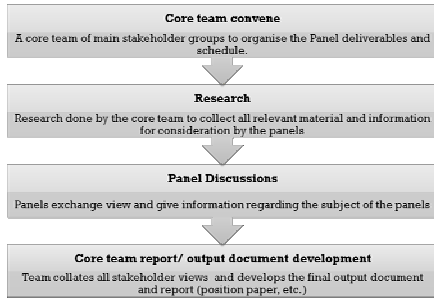 Core team convene
A core team of main stakeholder groups to organise the Panel deliverables and
schedule.
Research
Research done by the core team to collect all relevant material and information
for consideration by the panels
Panel Discussions
Panels exchange view and give information regarding the subject of the panels
Core team report/ output document development
Team collates all stakeholder views and develops the final output document
and report (position paper, etc.)